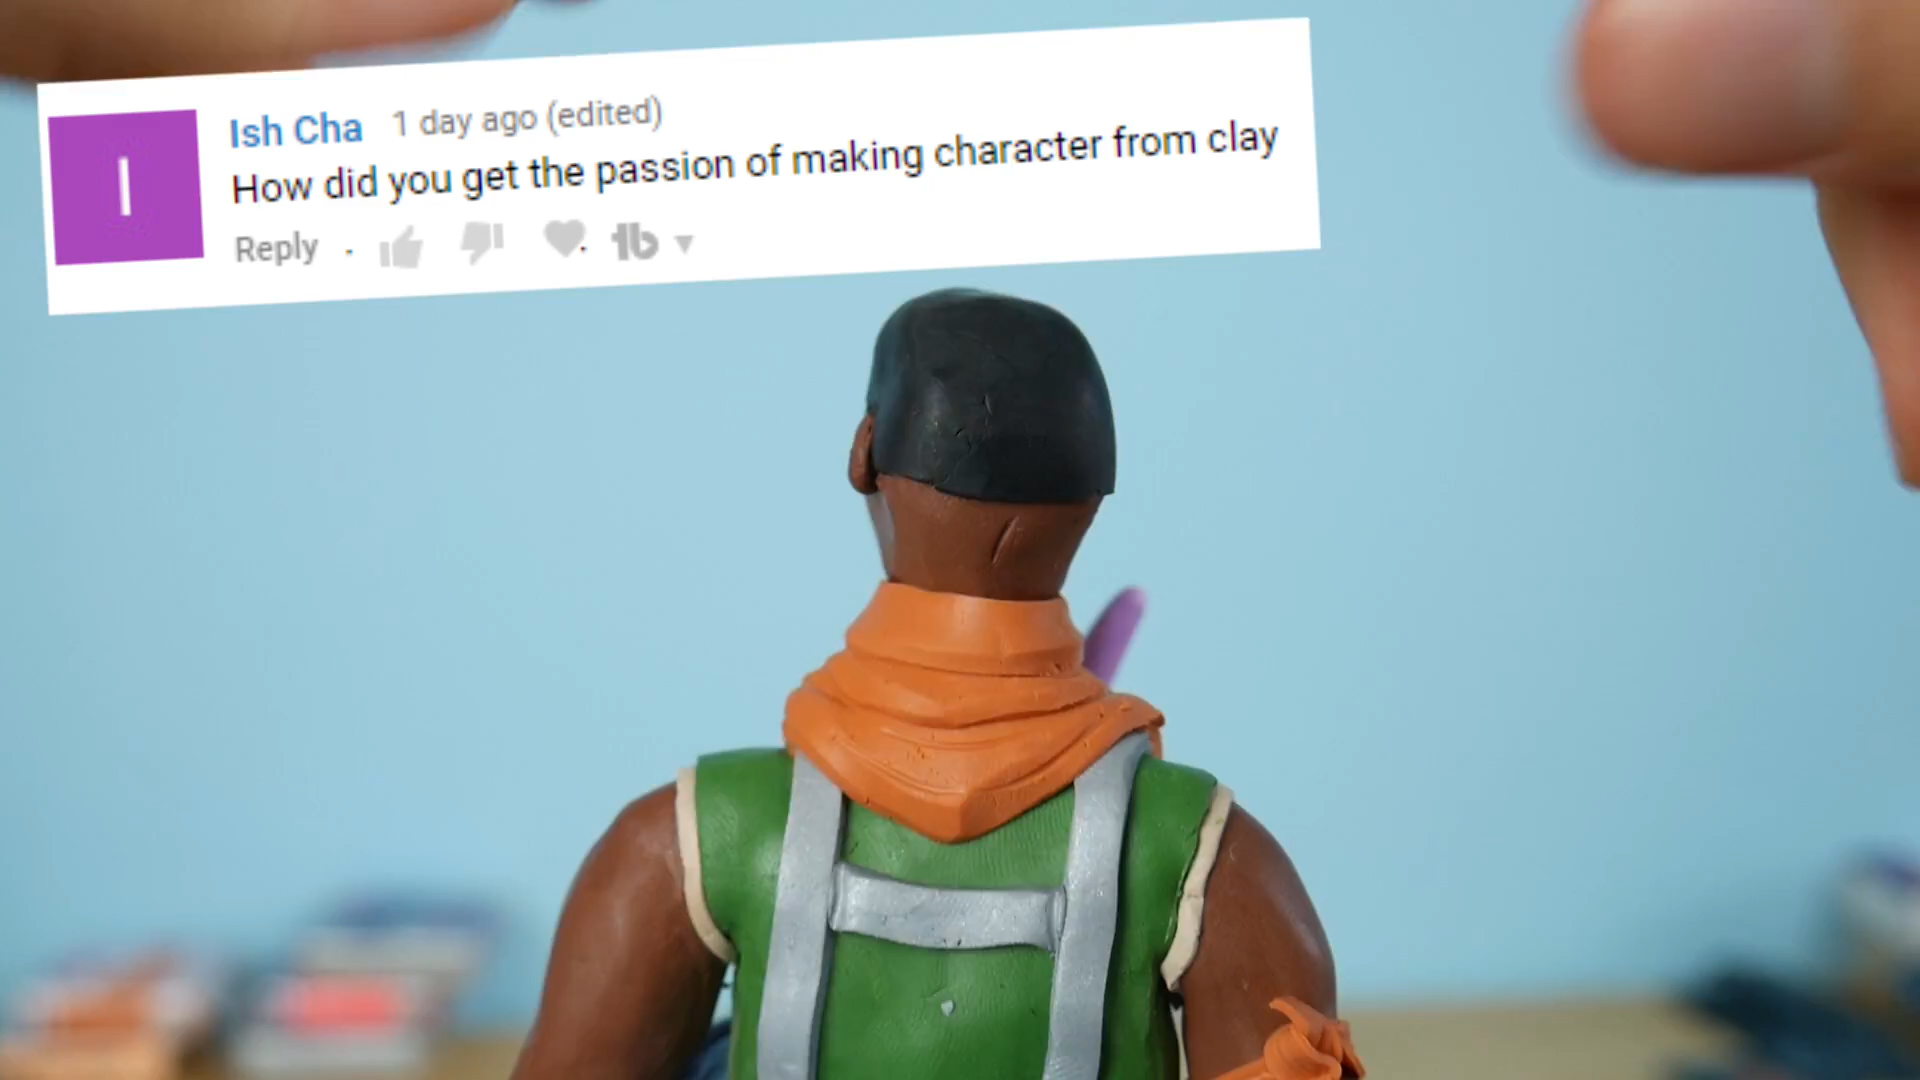 I
Ish Cha 1 day ago (edited)
How did you get the passion of making character from clay
Reply